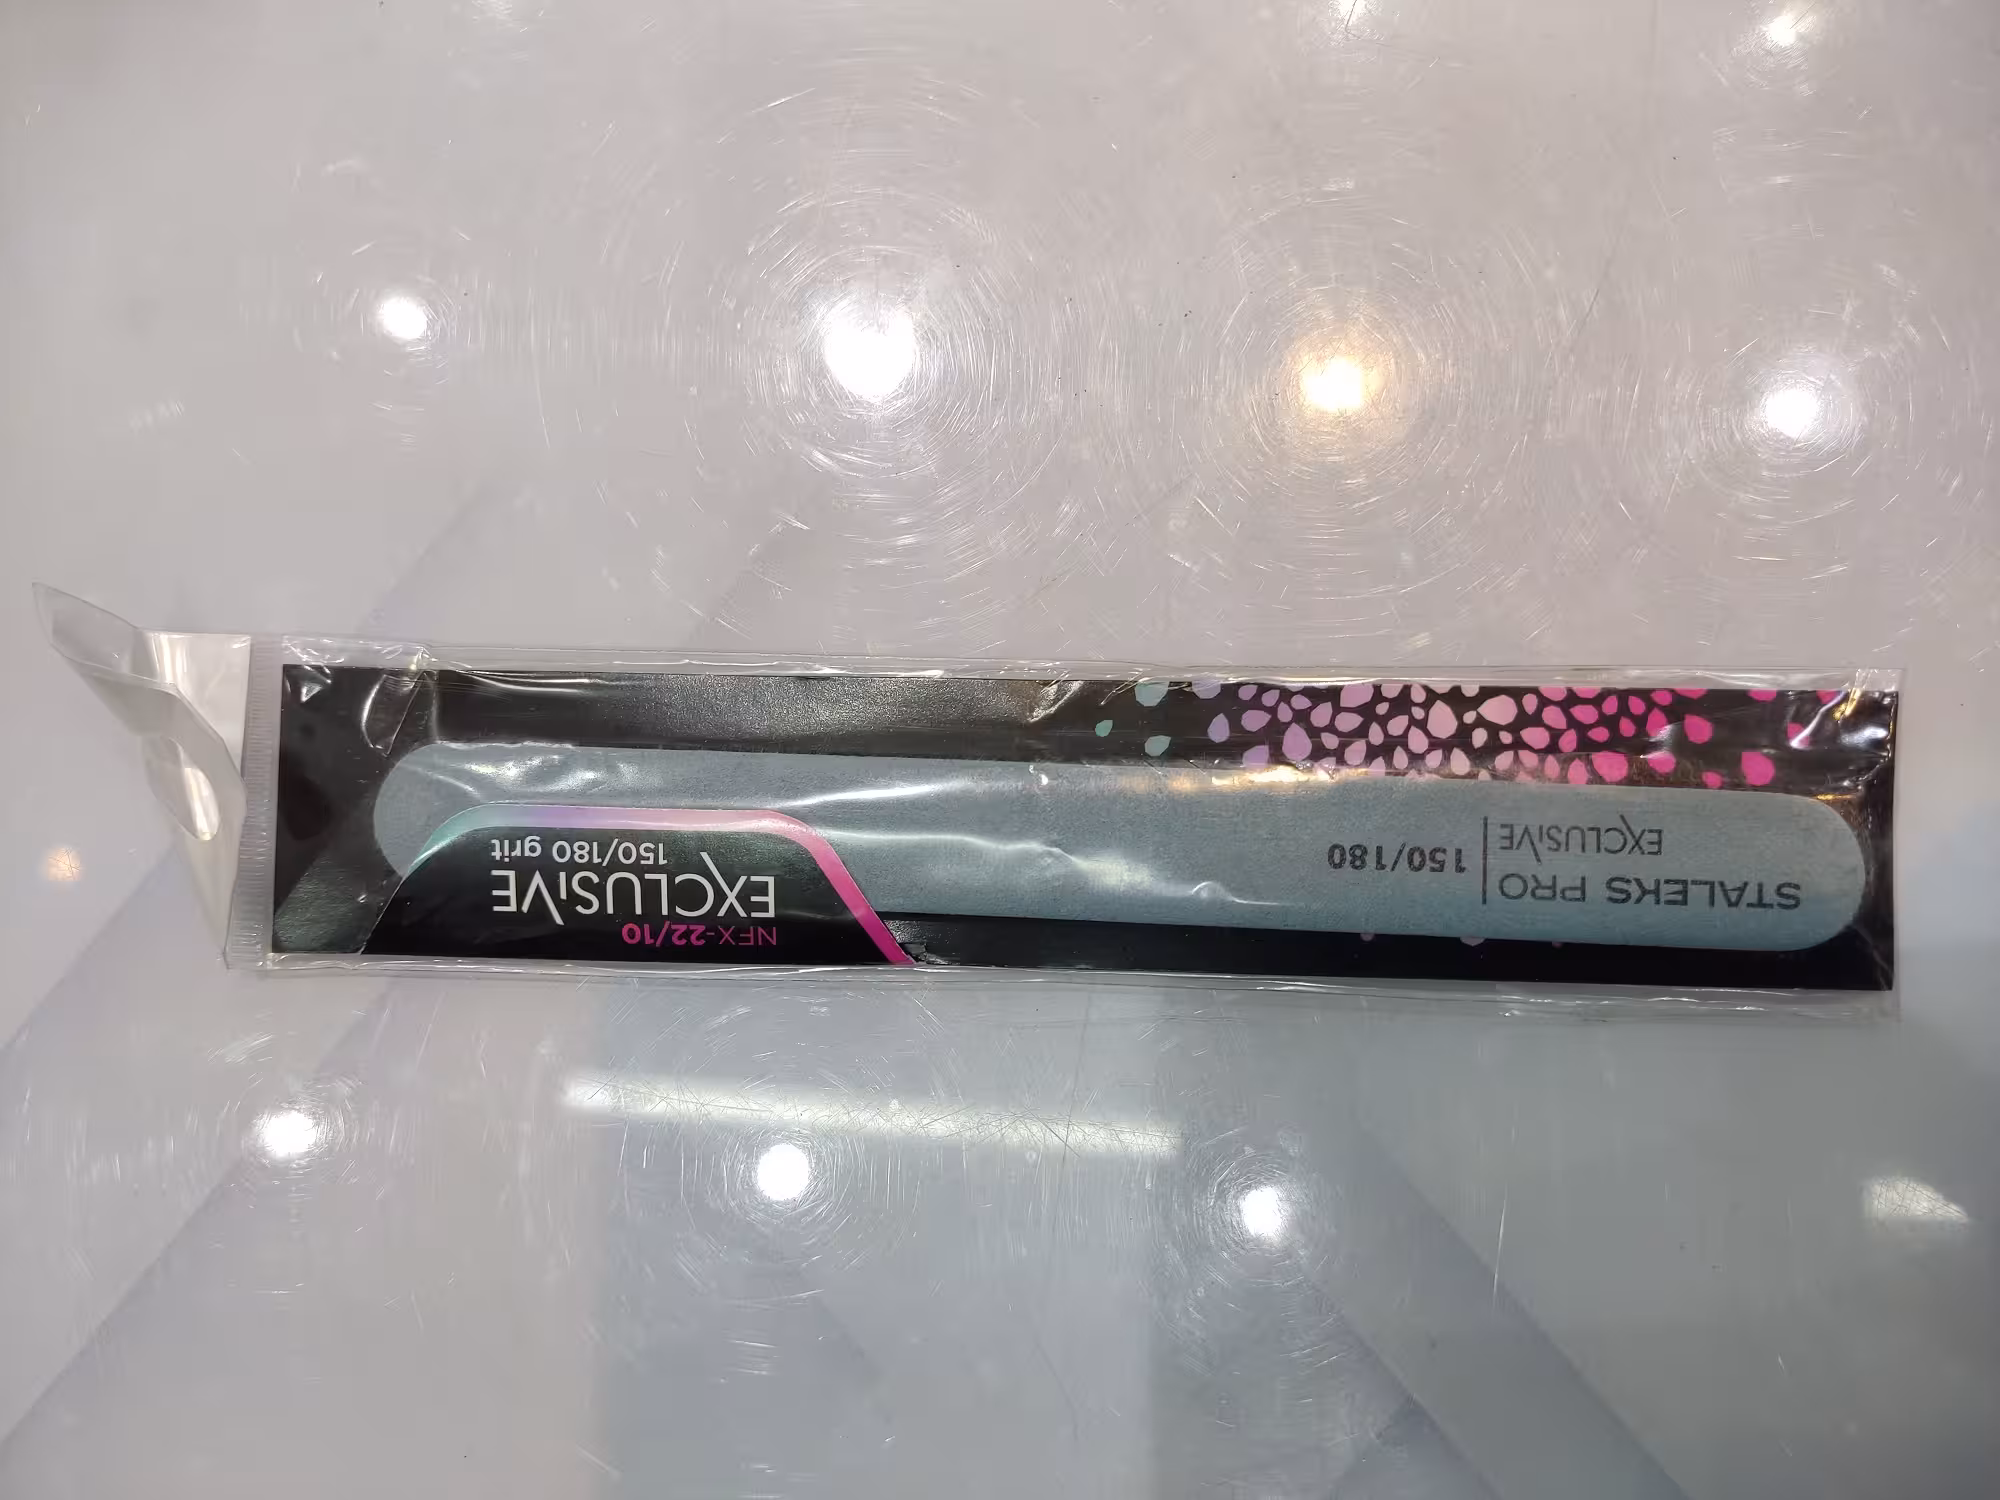 STALEKS PRO
EXCLUSIVE
150/180
NFX-22/10
EXCLUSIVE
150/180 grit